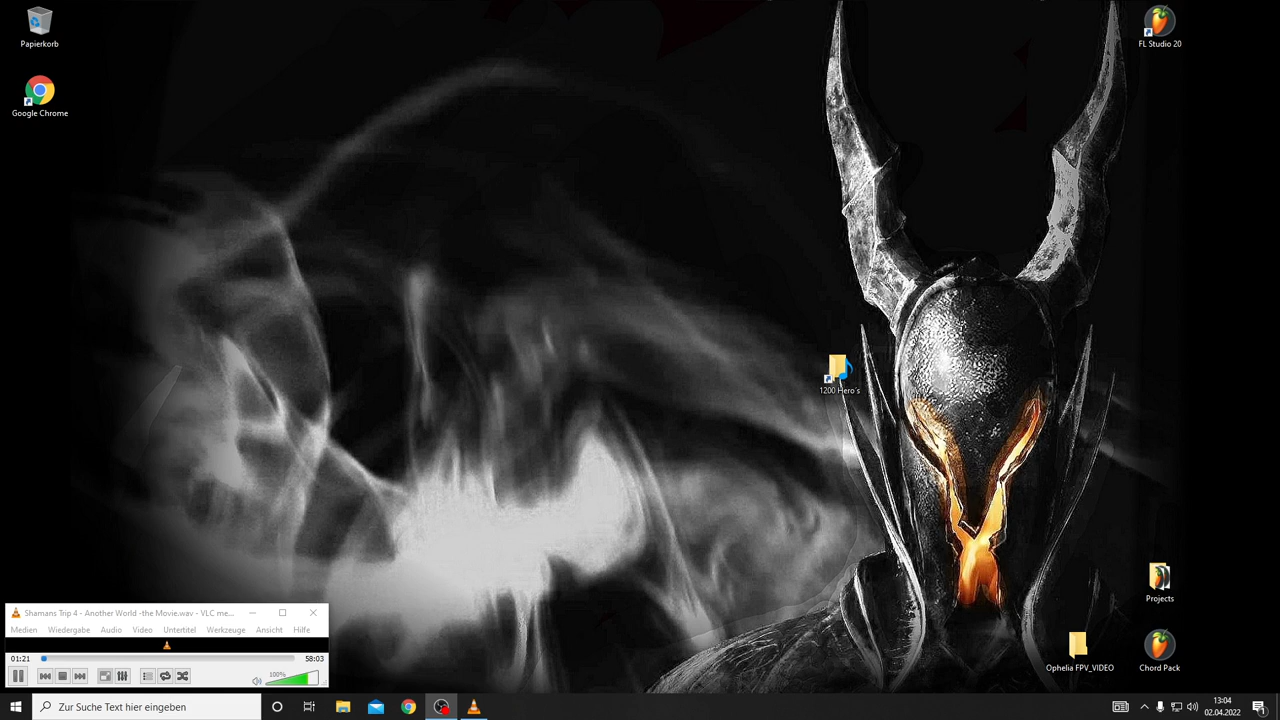 Papierkorb
FL Studio 20
Google Chrome
1200 Hero´s
Projects
Ophelia FPV_VIDEO
Chord Pack
Shamans Trip 4 - Another World -the Movie.wav - VLC me...
Medien Wiedergabe Audio Video Untertitel Werkzeuge Ansicht Hilfe
01:21 58:03
100%
Zur Suche Text hier eingeben
13:04
02.04.2022
1